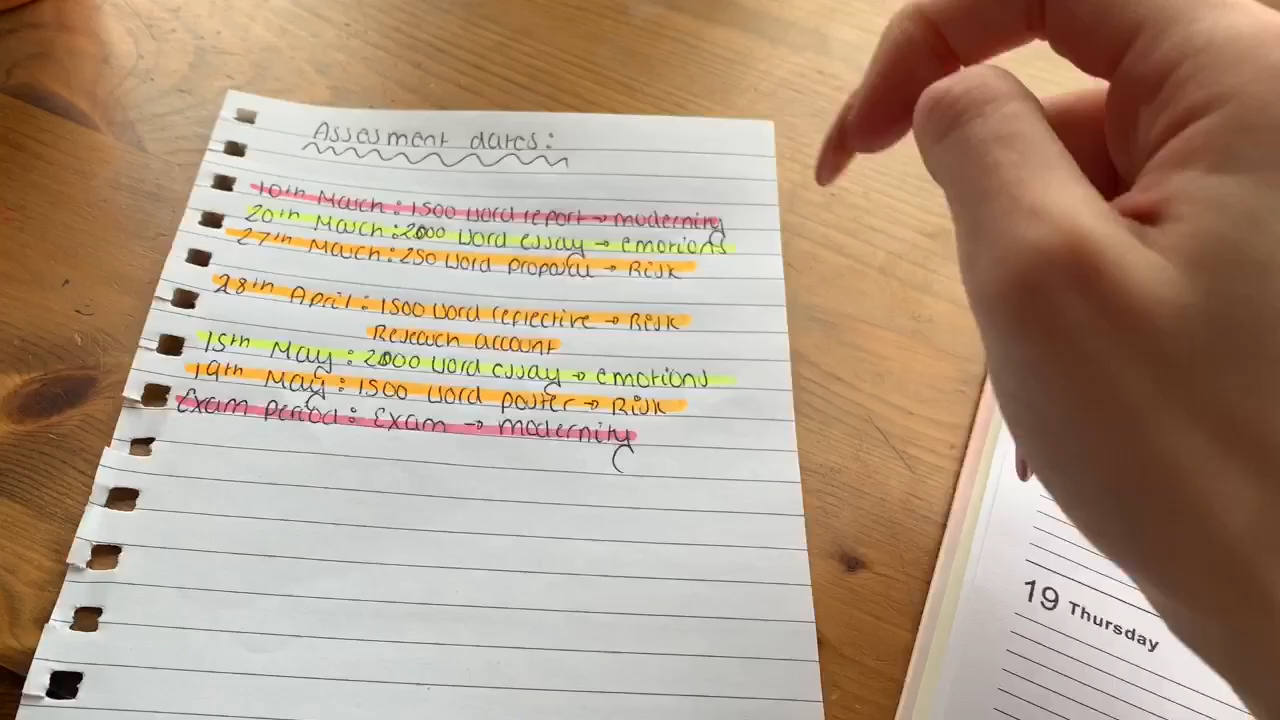 Assesment dates:
10th March: 1500 word report → modernity
20th March: 2000 word essay → emotions
27th March: 250 word proposal → Risk
28th April: 1500 word reflective → Risk
Reseach account
15th May: 2000 word essay → emotions
19th May: 1500 word poster → Risk
Exam period: Exam → modernity
19 Thursday